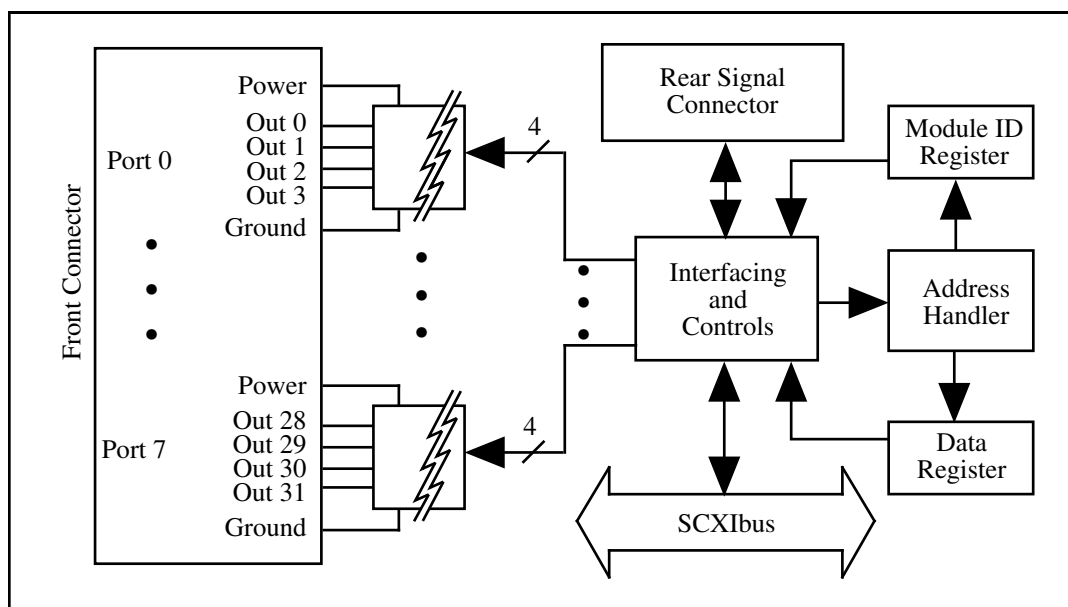 Front Connector
Port 0
Power
Out 0
Out 1
Out 2
Out 3
Ground
4
Port 7
Power
Out 28
Out 29
Out 30
Out 31
Ground
4
Rear Signal
Connector
Module ID
Register
Interfacing
and
Controls
Address
Handler
Data
Register
SCXIbus